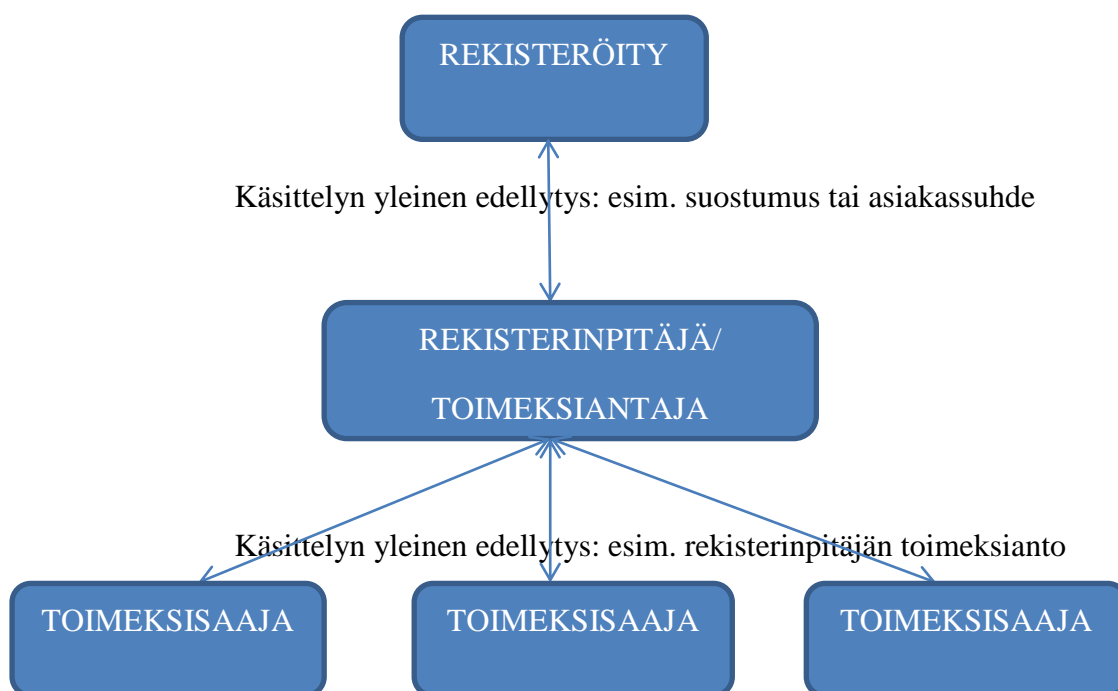 REKISTERÖITY
Käsittelyn yleinen edellytys: esim. suostumus tai asiakassuhde
REKISTERINPITÄJÄ/
TOIMEKSIANTAJA
Käsittelyn yleinen edellytys: esim. rekisterinpitäjän toimeksianto
TOIMEKSISAAJA
TOIMEKSISAAJA
TOIMEKSISAAJA